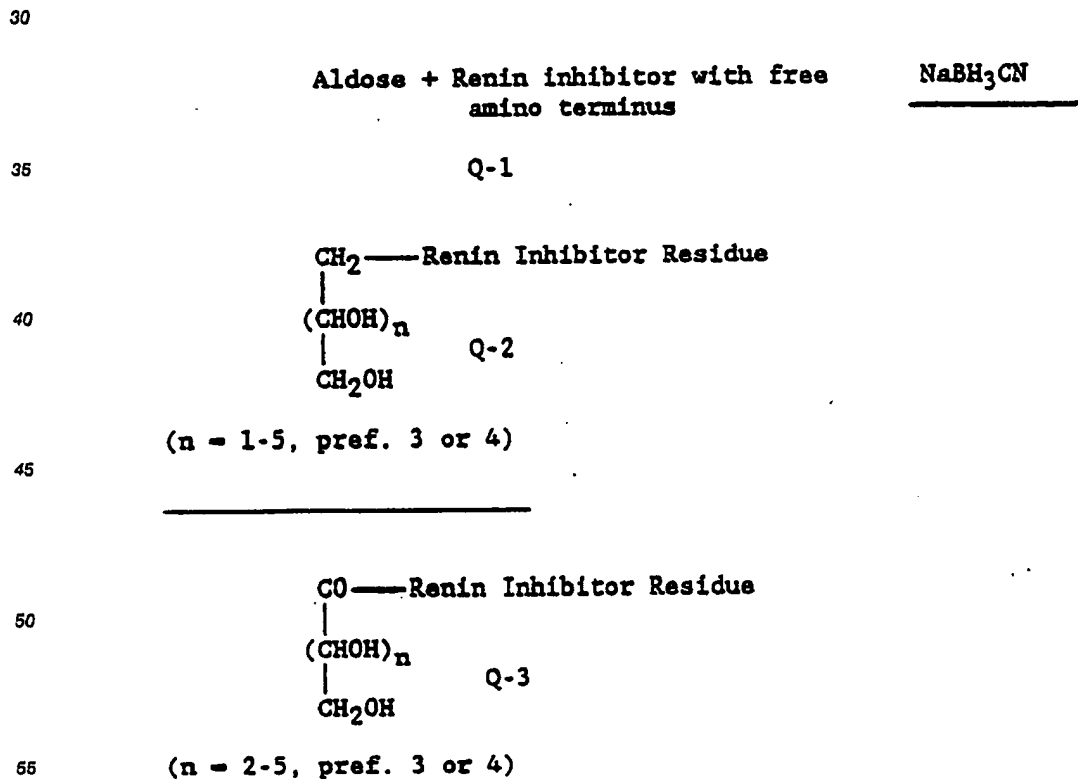 30
Aldose + Renin inhibitor with free NaBH3CN
amino terminus
35 Q-1
CH2——Renin Inhibitor Residue
40 (CHOH)n
Q-2
CH2OH
(n = 1-5, pref. 3 or 4)
45
CO——Renin Inhibitor Residue
50
(CHOH)n
Q-3
CH2OH
55 (n = 2-5, pref. 3 or 4)